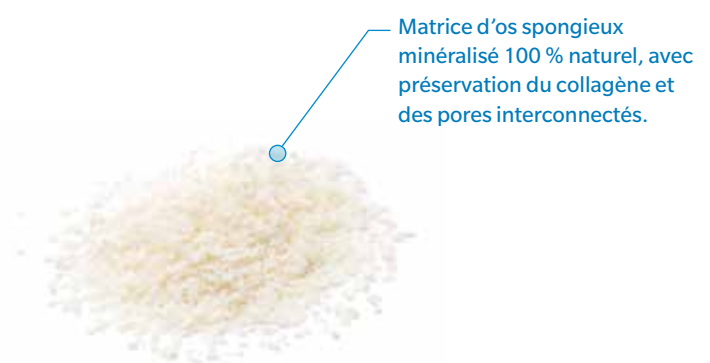 Matrice d’os spongieux
minéralisé 100 % naturel, avec
préservation du collagène et
des pores interconnectés.